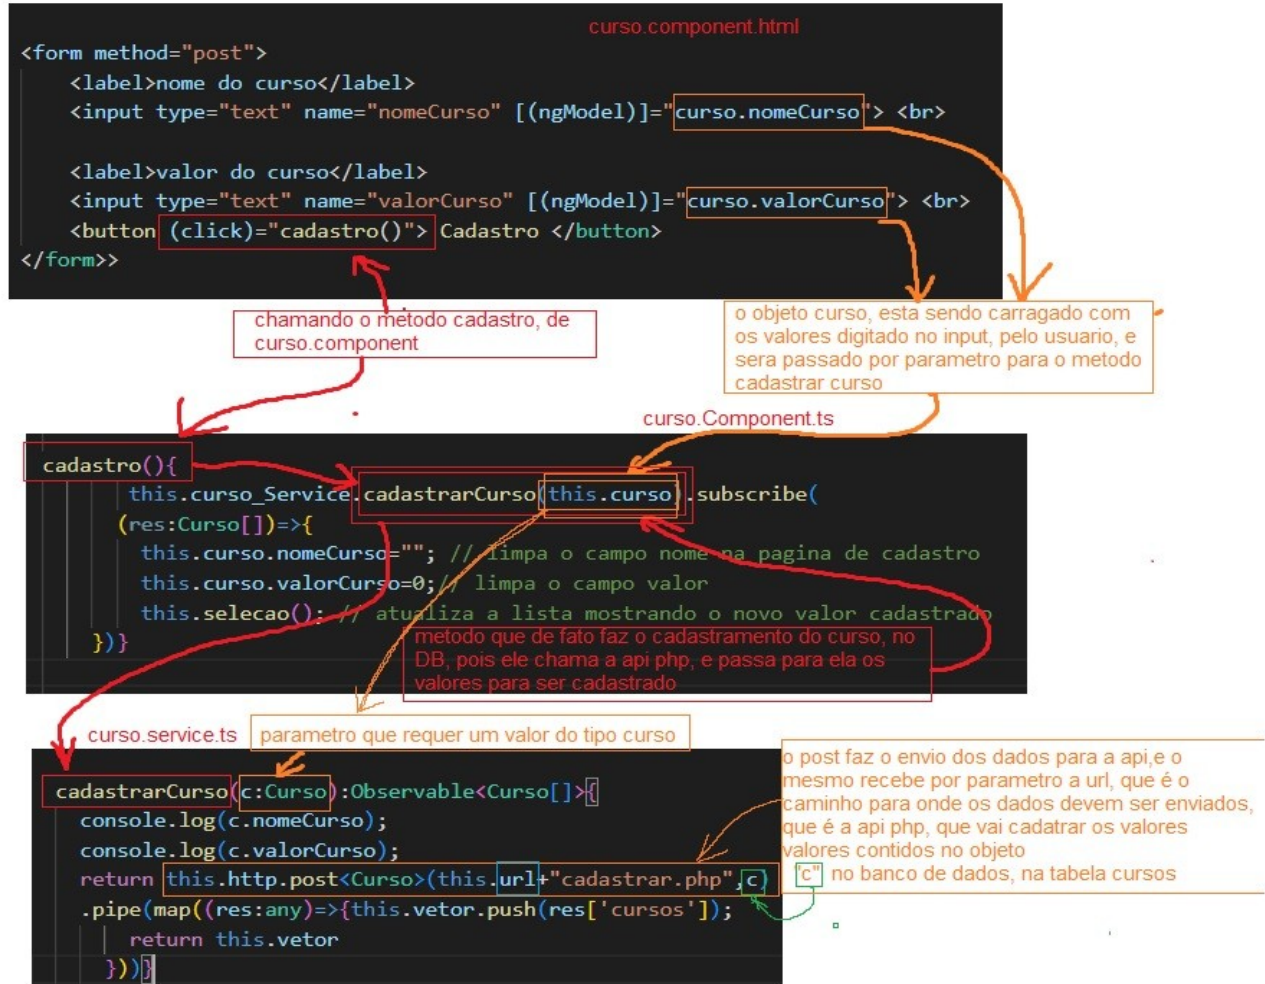 curso.component.html
<form method="post">
<label>nome do curso</label>
<input type="text" name="nomeCurso" [(ngModel)]="curso.nomeCurso"> <br>
<label>valor do curso</label>
<input type="text" name="valorCurso" [(ngModel)]="curso.valorCurso"> <br>
<button (click)="cadastro()"> Cadastro </button>
</form>>
chamando o metodo cadastro, de
curso.component
o objeto curso, esta sendo carragado com
os valores digitado no input, pelo usuario, e
sera passado por parametro para o metodo
cadastrar curso
curso.Component.ts
cadastro(){
this.curso_Service.cadastrarCurso(this.curso).subscribe(
(res:Curso[])=>{
this.curso.nomeCurso=""; // limpa o campo nome na pagina de cadastro
this.curso.valorCurso=0;// limpa o campo valor
this.selecao(); // atualiza a lista mostrando o novo valor cadastrado
})}
metodo que de fato faz o cadastramento do curso, no
DB, pois ele chama a api php, e passa para ela os
valores para ser cadastrado
curso.service.ts
parametro que requer um valor do tipo curso
cadastrarCurso(c:Curso):Observable<Curso[]>{
console.log(c.nomeCurso);
console.log(c.valorCurso);
return this.http.post<Curso>(this.url+"cadastrar.php",c)
.pipe(map((res:any)=>{this.vetor.push(res['cursos']);
return this.vetor
}))}
o post faz o envio dos dados para a api,e o
mesmo recebe por parametro a url, que é o
caminho para onde os dados devem ser enviados,
que é a api php, que vai cadatrar os valores
valores contidos no objeto
"c" no banco de dados, na tabela cursos